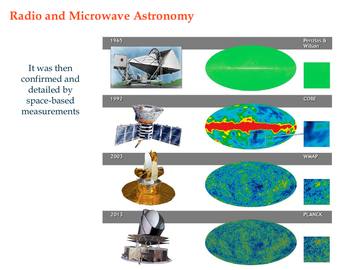 Radio and Microwave Astronomy
It was then
confirmed and
detailed by
space-based
measurements
1965
Penzias &
Wilson
1992
COBE
2003
WMAP
2013
PLANCK